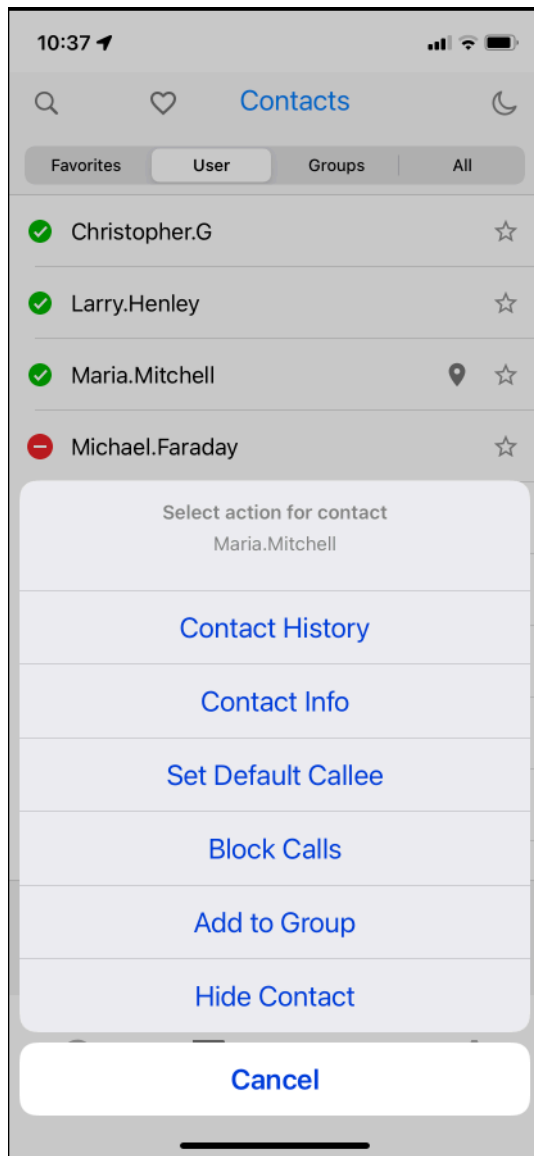 10:37
Contacts
Favorites User Groups All
Christopher.G
Larry.Henley
Maria.Mitchell
Michael.Faraday
Select action for contact
Maria.Mitchell
Contact History
Contact Info
Set Default Callee
Block Calls
Add to Group
Hide Contact
Cancel